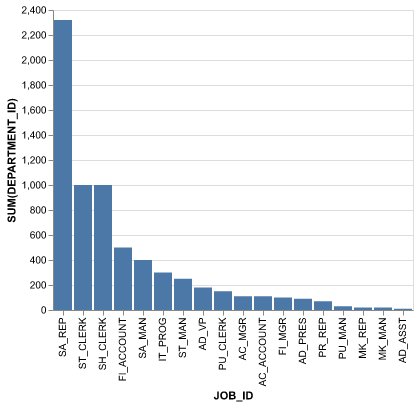 2,400
2,200
2,000
1,800
1,600
1,400
1,200
1,000
800
600
400
200
0
SUM(DEPARTMENT_ID)
SA_REP
ST_CLERK
SH_CLERK
FI_ACCOUNT
SA_MAN
IT_PROG
ST_MAN
AD_VP
PU_CLERK
AC_MGR
AC_ACCOUNT
FI_MGR
AD_PRES
PR_REP
PU_MAN
MK_REP
MK_MAN
AD_ASST
JOB_ID